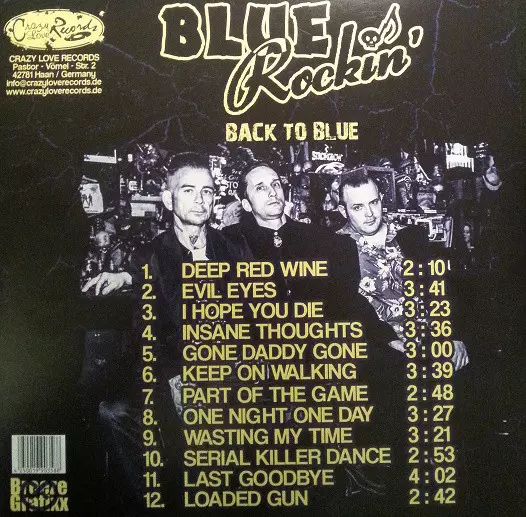 Crazy Love Records
CRAZY LOVE RECORDS
Pastor - Vömel - Str. 2
42781 Haan / Germany
info@crazyloverecords.de
www.crazyloverecords.de
BLUE
Rockin'
BACK TO BLUE
1. DEEP RED WINE 2:10
2. EVIL EYES 3:41
3. I HOPE YOU DIE 3:23
4. INSANE THOUGHTS 3:36
5. GONE DADDY GONE 3:00
6. KEEP ON WALKING 3:39
7. PART OF THE GAME 2:48
8. ONE NIGHT ONE DAY 3:27
9. WASTING MY TIME 3:21
10. SERIAL KILLER DANCE 2:53
11. LAST GOODBYE 4:02
12. LOADED GUN 2:42